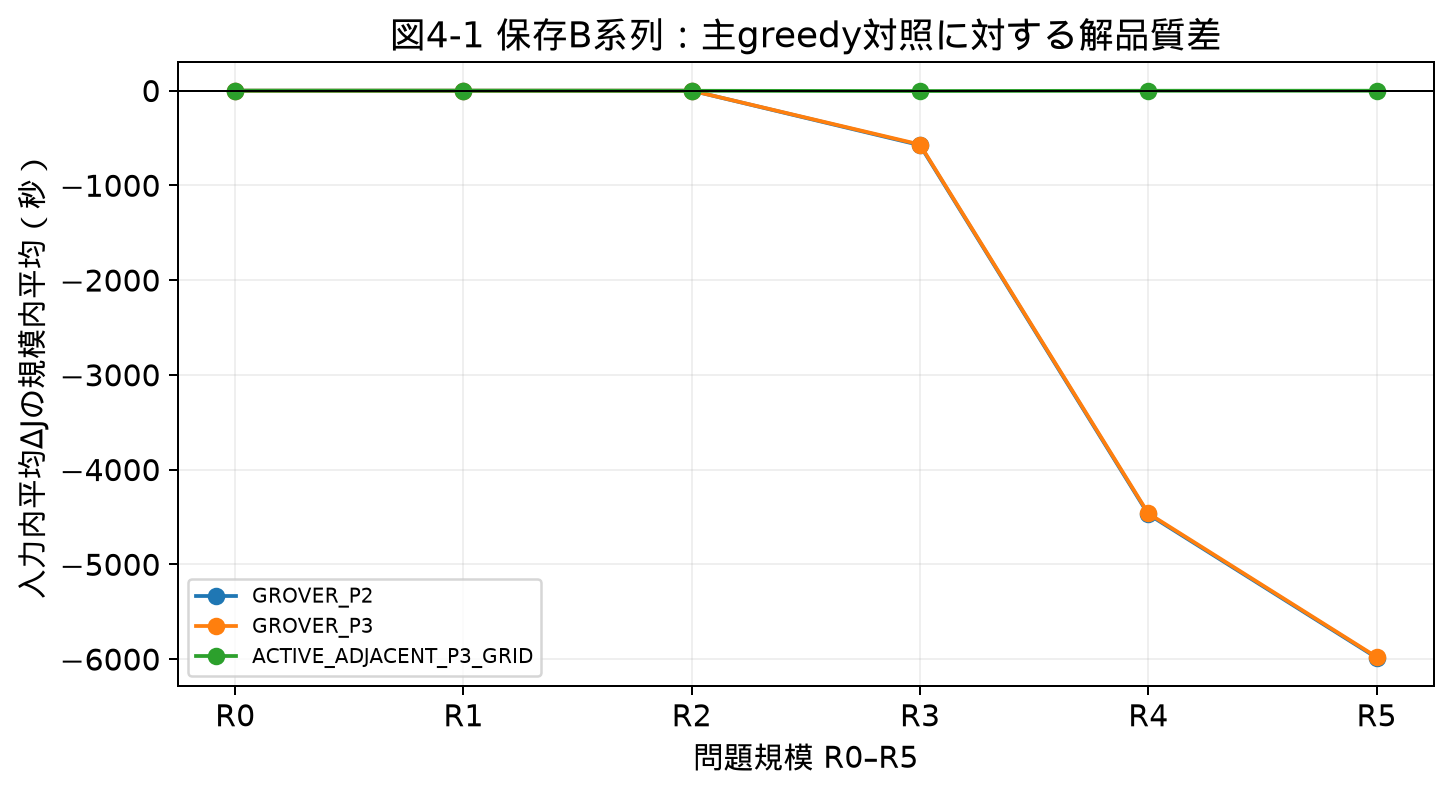 図4-1 保存B系列：主greedy対照に対する解品質差
入力内平均ΔJの規模内平均（秒）
0
−1000
−2000
−3000
−4000
−5000
−6000
GROVER_P2
GROVER_P3
ACTIVE_ADJACENT_P3_GRID
R0 R1 R2 R3 R4 R5
問題規模 R0–R5